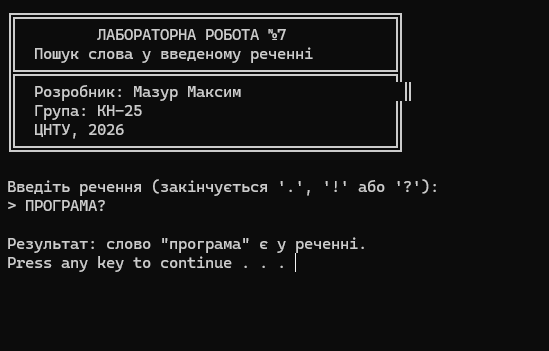 ЛАБОРАТОРНА РОБОТА №7
Пошук слова у введеному реченні
Розробник: Мазур Максим
Група: КН-25
ЦНТУ, 2026
Введіть речення (закінчується '.', '!' або '?'):
> ПРОГРАМА?
Результат: слово "програма" є у реченні.
Press any key to continue . . .